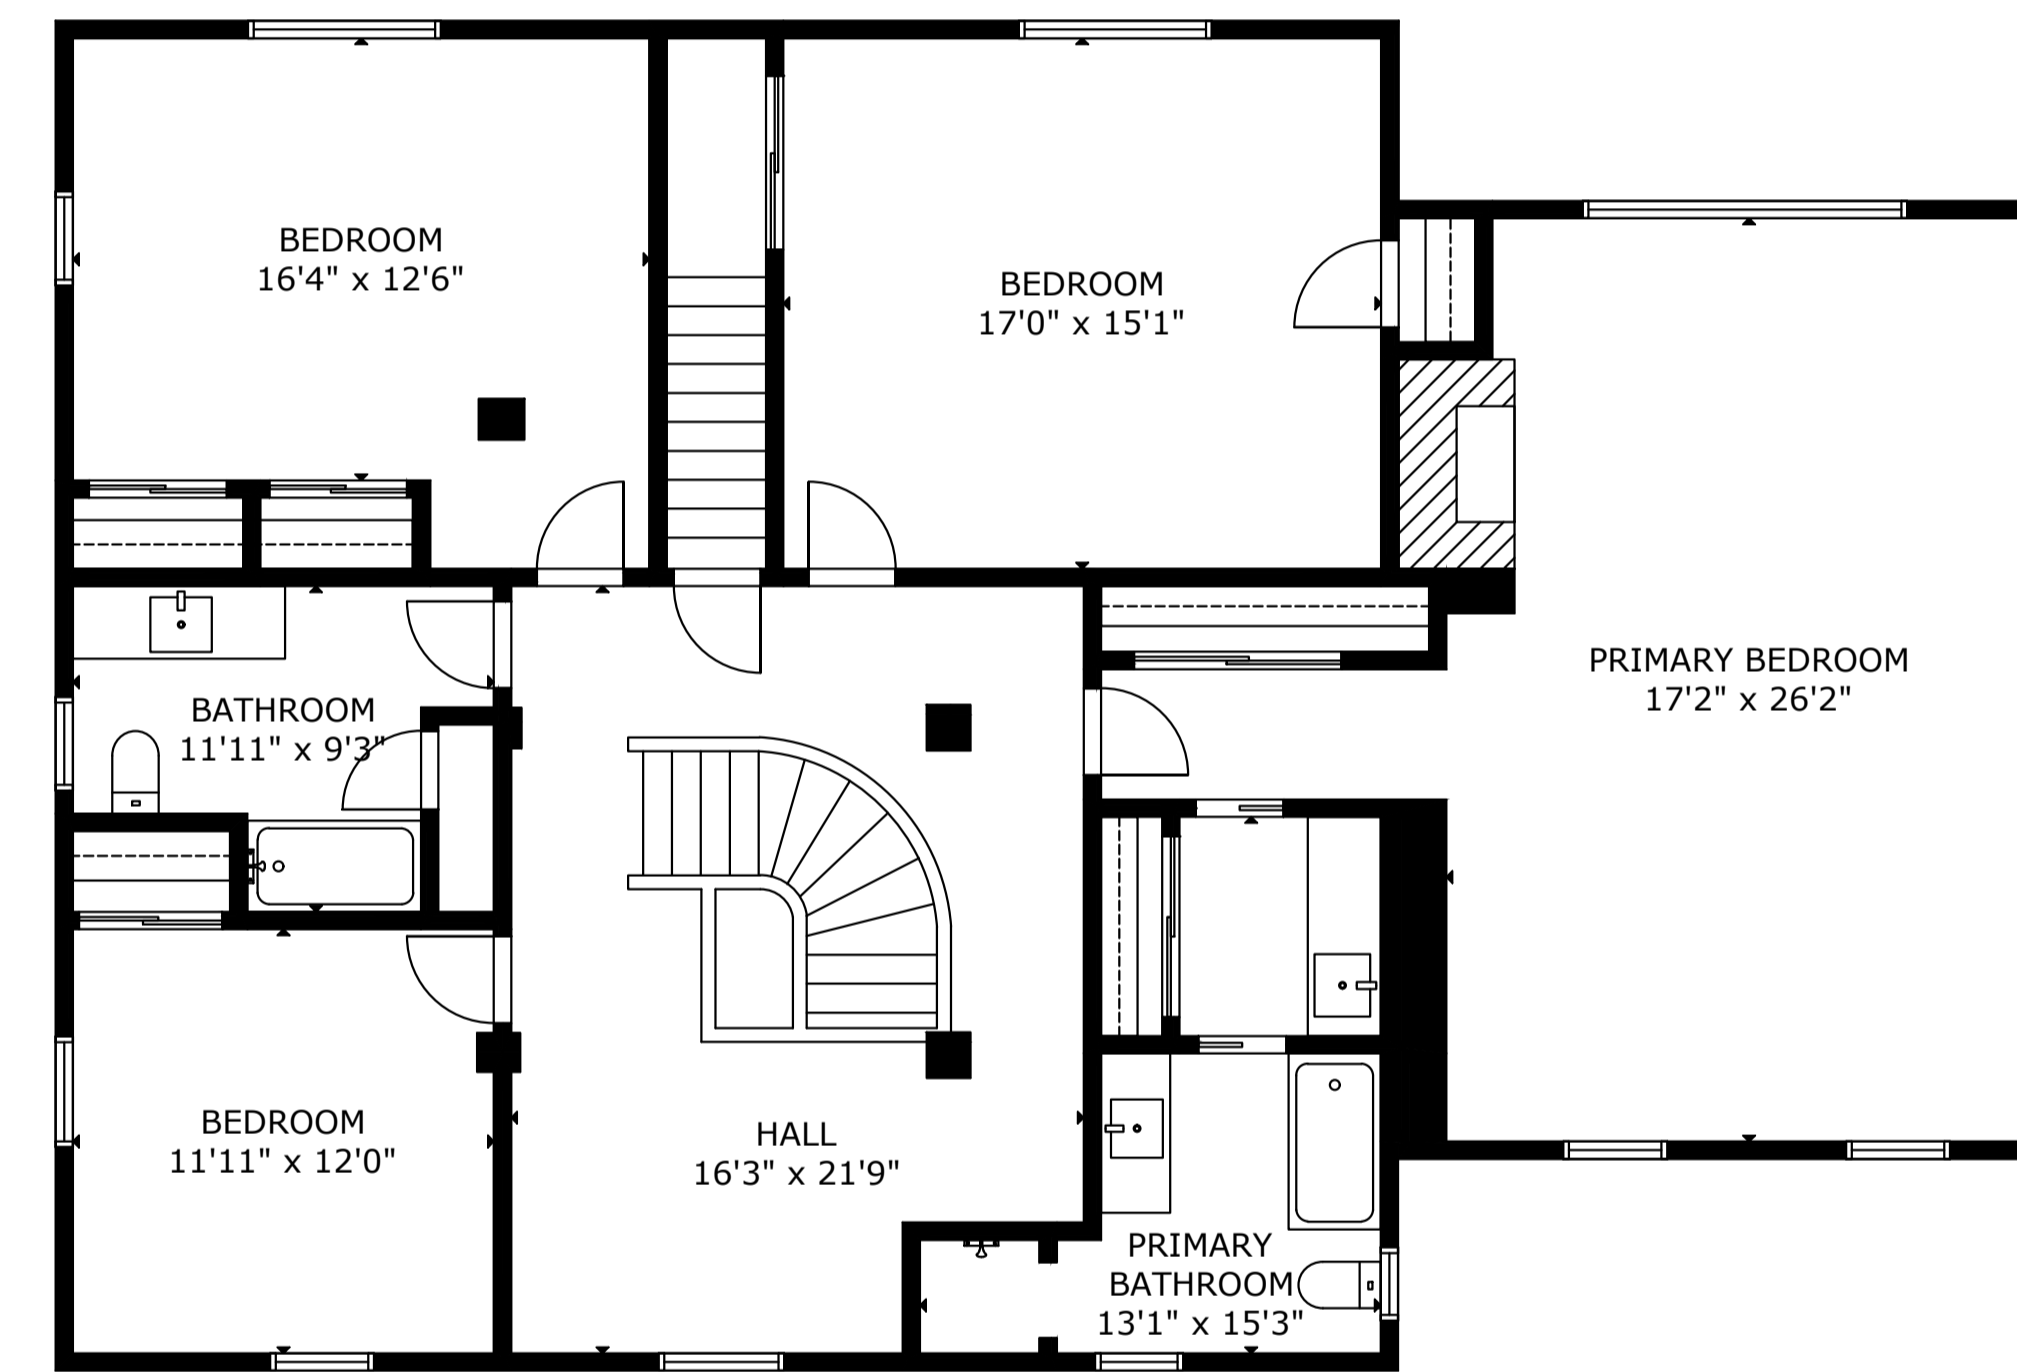 BEDROOM
16'4" x 12'6"
BEDROOM
17'0" x 15'1"
PRIMARY BEDROOM
17'2" x 26'2"
BATHROOM
11'11" x 9'3"
BEDROOM
11'11" x 12'0"
HALL
16'3" x 21'9"
PRIMARY
BATHROOM
13'1" x 15'3"